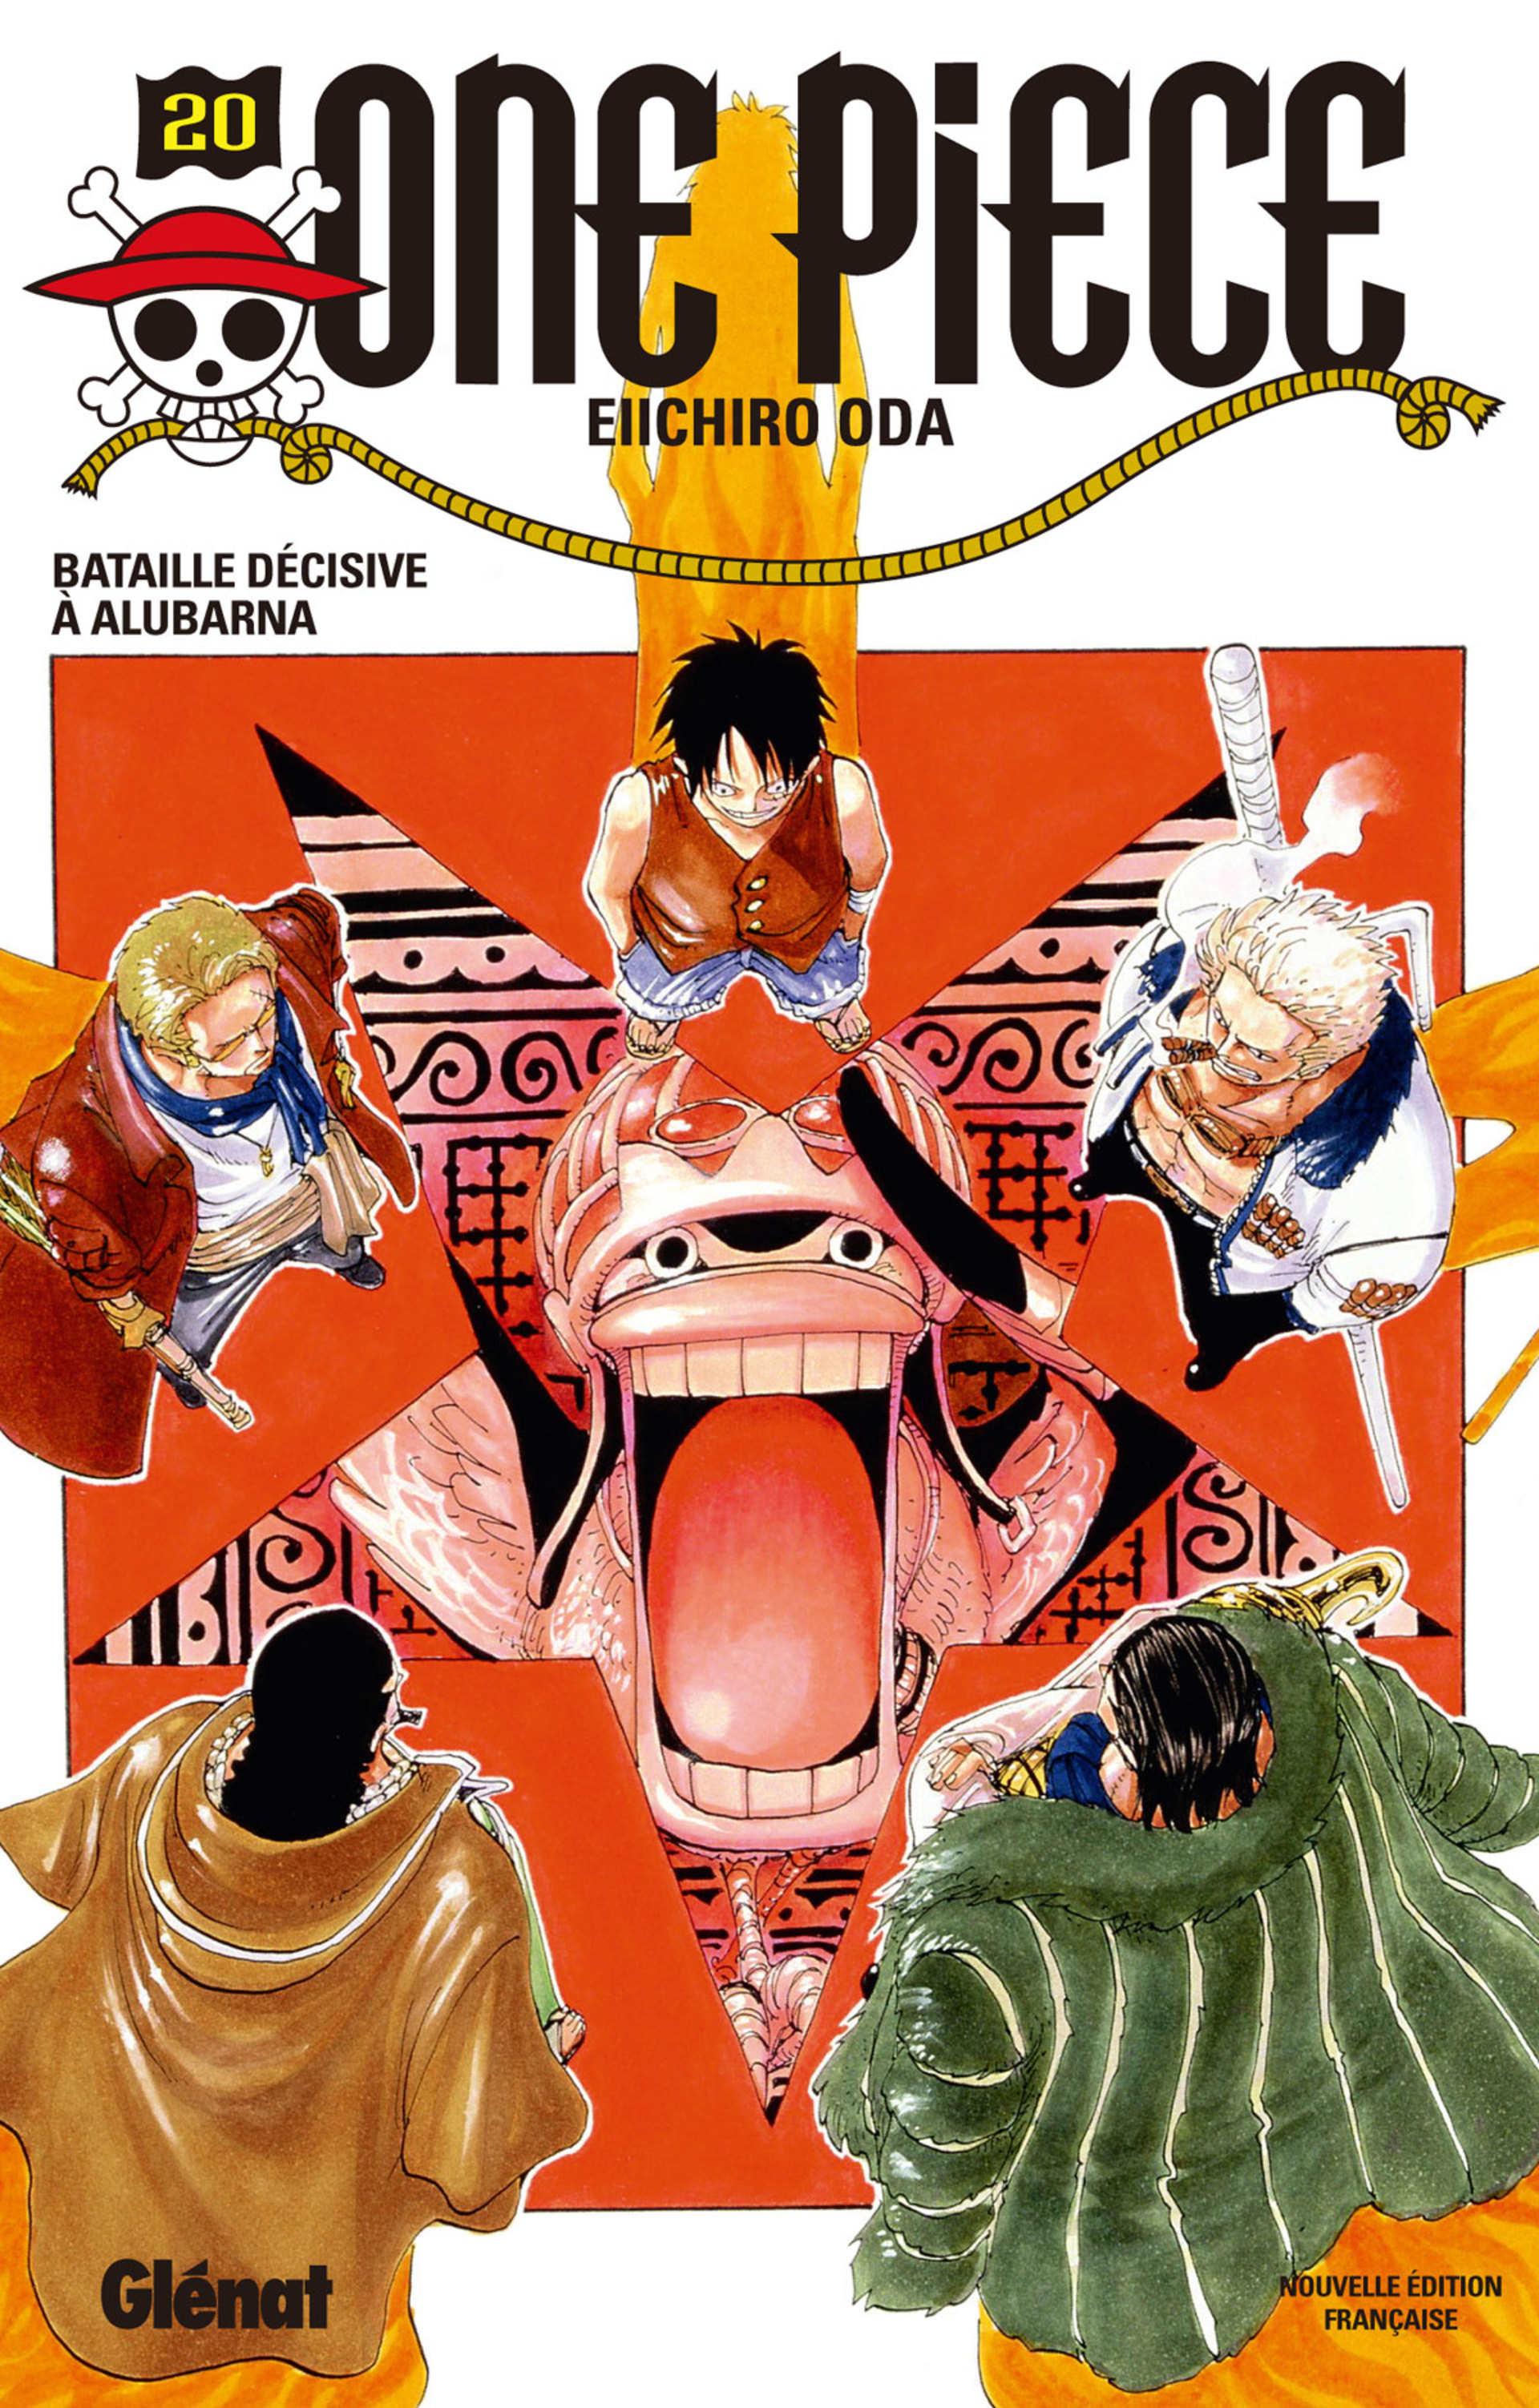 20
ONE PIECE
EIICHIRO ODA
BATAILLE DÉCISIVE
À ALUBARNA
Glénat
NOUVELLE ÉDITION
FRANÇAISE